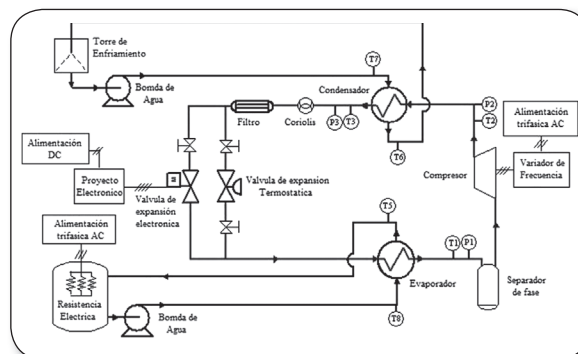 Torre de
Enfriamiento
Bomda de
Agua
T7
Condensador
Filtro
Coriolis
P3
T3
T6
P2
T2
Alimentación
trifasica AC
Compresor
Variador de
Frecuencia
Alimentación
DC
Proyecto
Electronico
Valvula de
expansión
electronica
Valvula de expansion
Termostatica
Alimentación
trifasica AC
T5
T1
P1
Evaporador
Separador
de fase
Resistencia
Electrica
Bomda de
Agua
T8